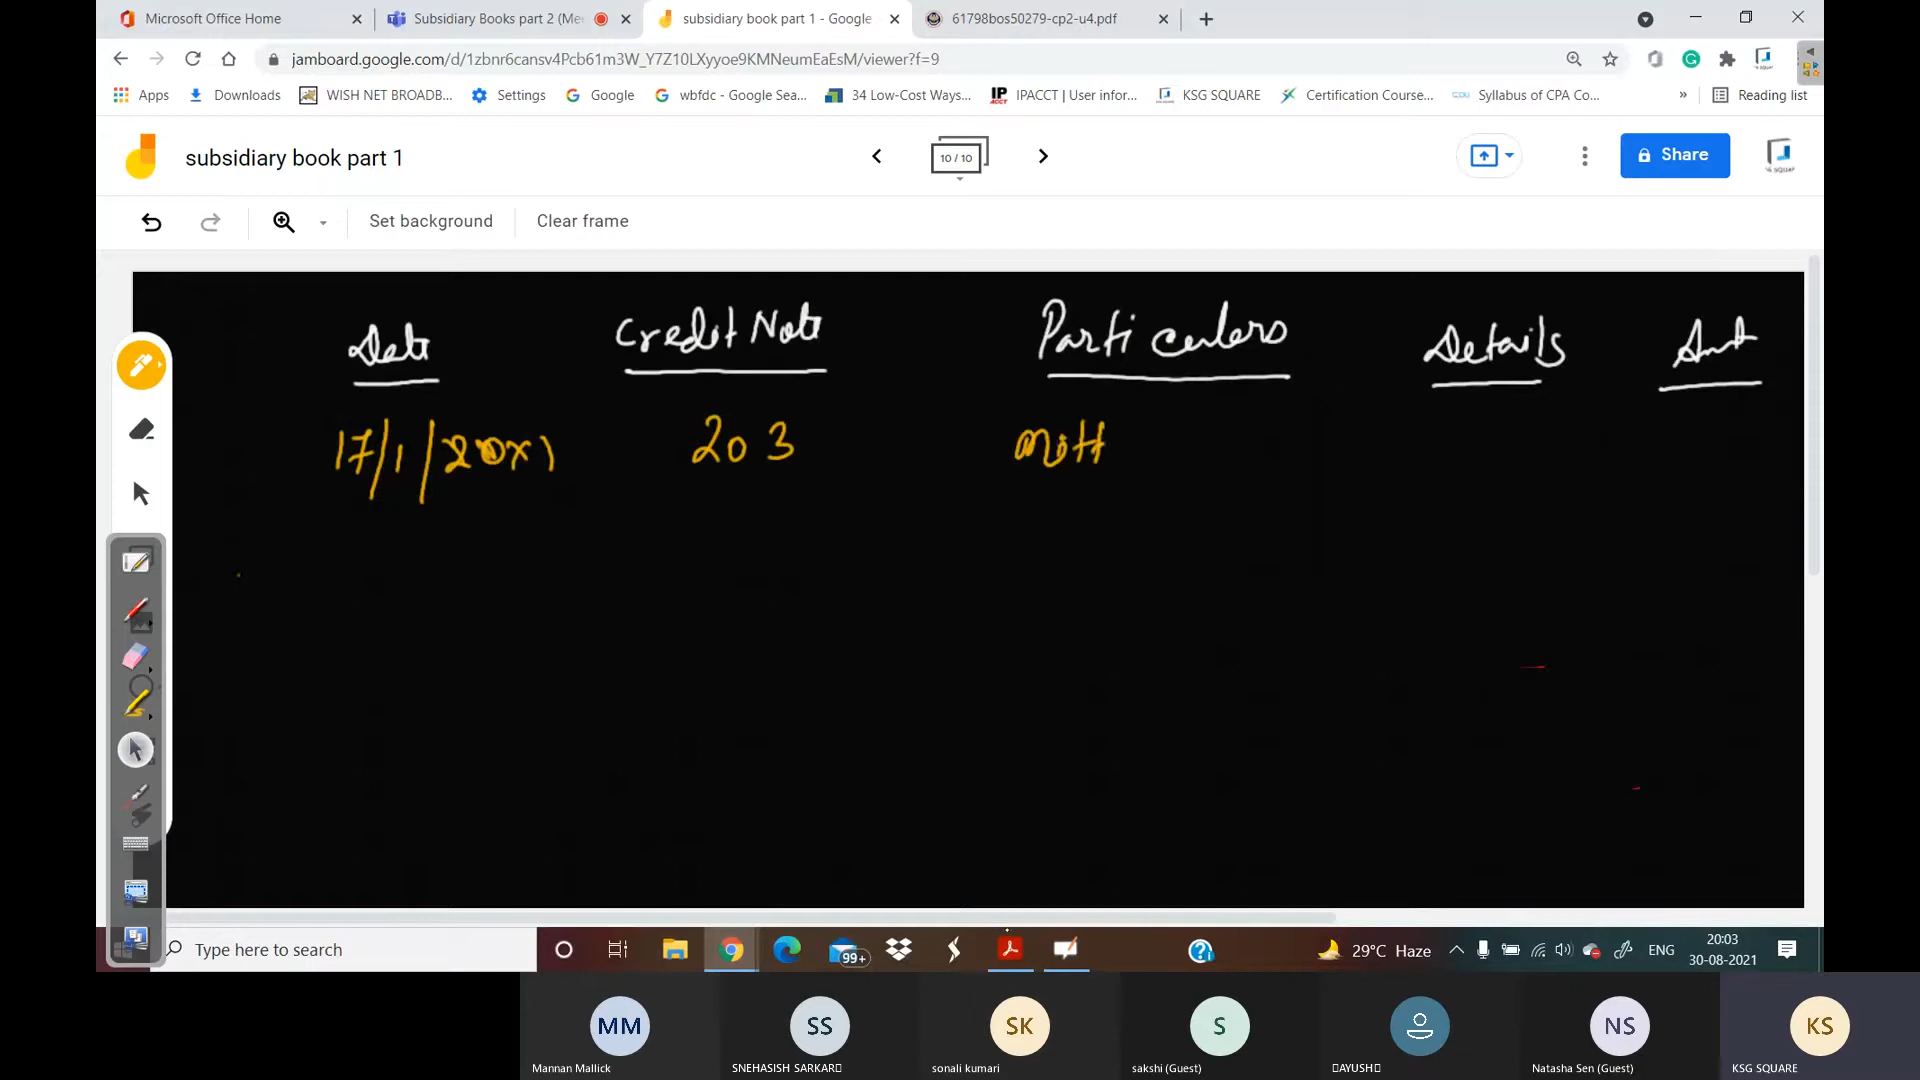 Microsoft Office Home
Subsidiary Books part 2 (Me
subsidiary book part 1 - Google
61798bos50279-cp2-u4.pdf
jamboard.google.com/d/1zbnr6cansv4Pcb61m3W_Y7Z10LXyyoe9KMNeumEaEsM/viewer?f=9
Apps
Downloads
WISH NET BROADB...
Settings
Google
wbfdc - Google Sea...
34 Low-Cost Ways...
IPACCT | User infor...
KSG SQUARE
Certification Course...
Syllabus of CPA Co...
»
Reading list
subsidiary book part 1
10 / 10
Share
Set background
Clear frame
Date Credit Note Particulars Details Amt
17/1/20X1 203
Type here to search
99+
29°C Haze
ENG
20:03
30-08-2021
MM SS SK S NS KS
Mannan Mallick
SNEHASISH SARKAR
sonali kumari
sakshi (Guest)
AYUSH
Natasha Sen (Guest)
KSG SQUARE